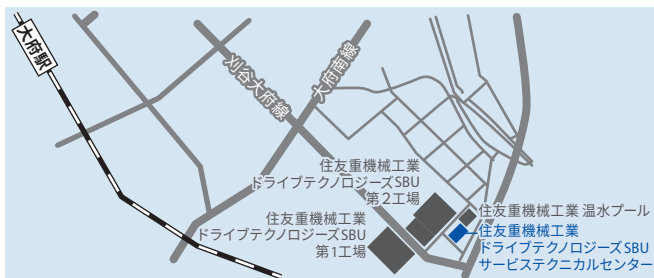 大府駅
刈谷大府線
大府南線
住友重機械工業
ドライブテクノロジーズSBU
第2工場
住友重機械工業
ドライブテクノロジーズSBU
第1工場
住友重機械工業 温水プール
住友重機械工業
ドライブテクノロジーズSBU
サービステクニカルセンター